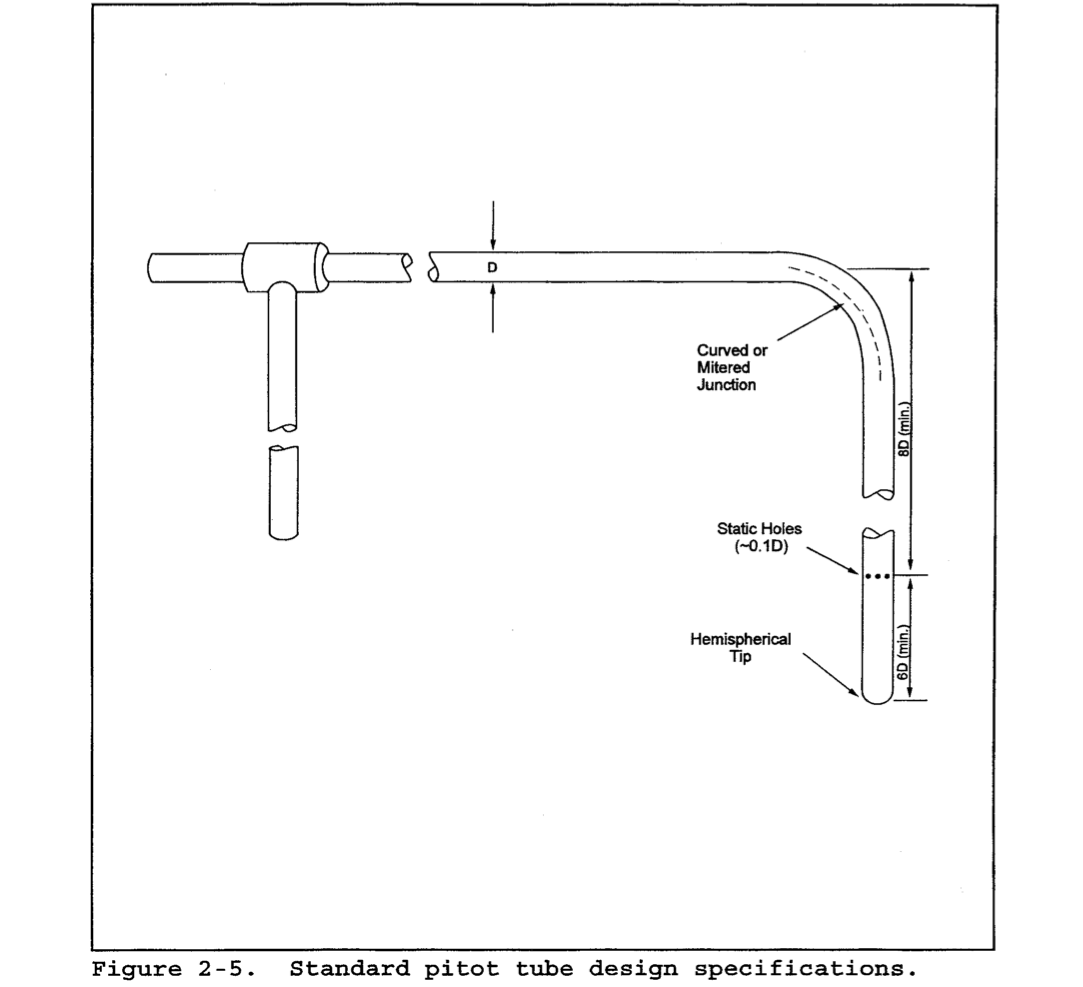 D
Curved or
Mitered
Junction
8D (min.)
Static Holes
(~0.1D)
Hemispherical
Tip
6D (min.)
Figure 2-5.  Standard pitot tube design specifications.